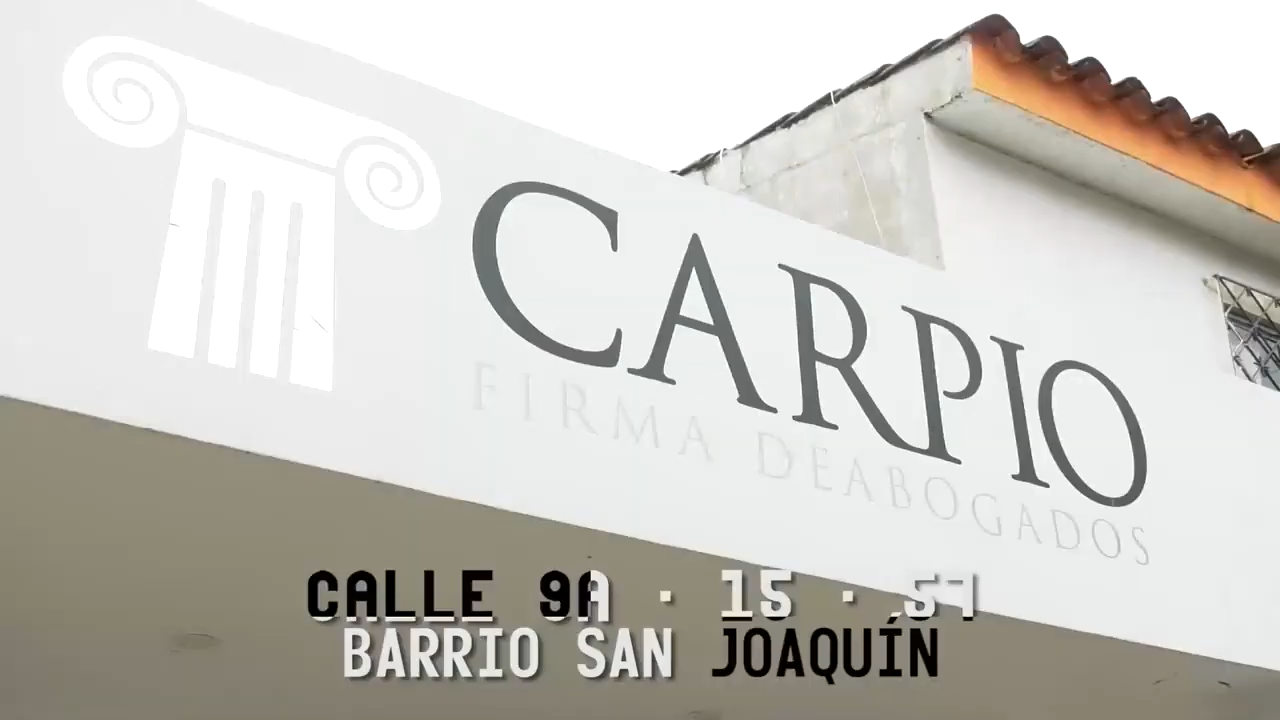 CARPIO
FIRMA DEABOGADOS
CALLE 9A · 15 · 57
BARRIO SAN JOAQUÍN